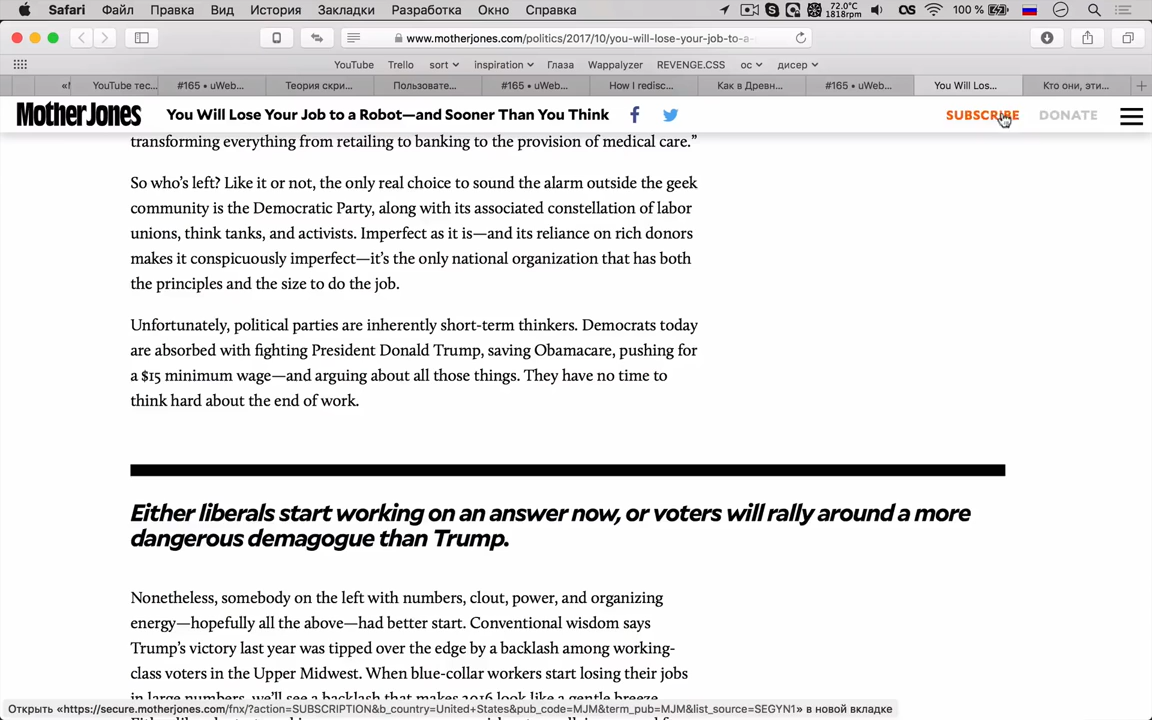 Safari Файл Правка Вид История Закладки Разработка Окно Справка 72.0°C 1818rpm 100 %
www.motherjones.com/politics/2017/10/you-will-lose-your-job-to-a-
YouTube Trello sort inspiration Глаза Wappalyzer REVENGE.CSS ос дисер
YouTube тес... #165 • uWeb... Теория скри... Пользовате... #165 • uWeb... How I redisc... Как в Древн... #165 • uWeb... You Will Los... Кто они, эти...
Mother Jones You Will Lose Your Job to a Robot—and Sooner Than You Think SUBSCRIBE DONATE
transforming everything from retailing to banking to the provision of medical care.”
So who’s left? Like it or not, the only real choice to sound the alarm outside the geek
community is the Democratic Party, along with its associated constellation of labor
unions, think tanks, and activists. Imperfect as it is—and its reliance on rich donors
makes it conspicuously imperfect—it’s the only national organization that has both
the principles and the size to do the job.
Unfortunately, political parties are inherently short-term thinkers. Democrats today
are absorbed with fighting President Donald Trump, saving Obamacare, pushing for
a $15 minimum wage—and arguing about all those things. They have no time to
think hard about the end of work.
Either liberals start working on an answer now, or voters will rally around a more
dangerous demagogue than Trump.
Nonetheless, somebody on the left with numbers, clout, power, and organizing
energy—hopefully all the above—had better start. Conventional wisdom says
Trump’s victory last year was tipped over the edge by a backlash among working-
class voters in the Upper Midwest. When blue-collar workers start losing their jobs
in large numbers, we’ll see a backlash that makes 2016 look like a gentle breeze.
Открыть «https://secure.motherjones.com/fnx/?action=SUBSCRIPTION&b_country=United+States&pub_code=MJM&term_pub=MJM&list_source=SEGYN1» в новой вкладке